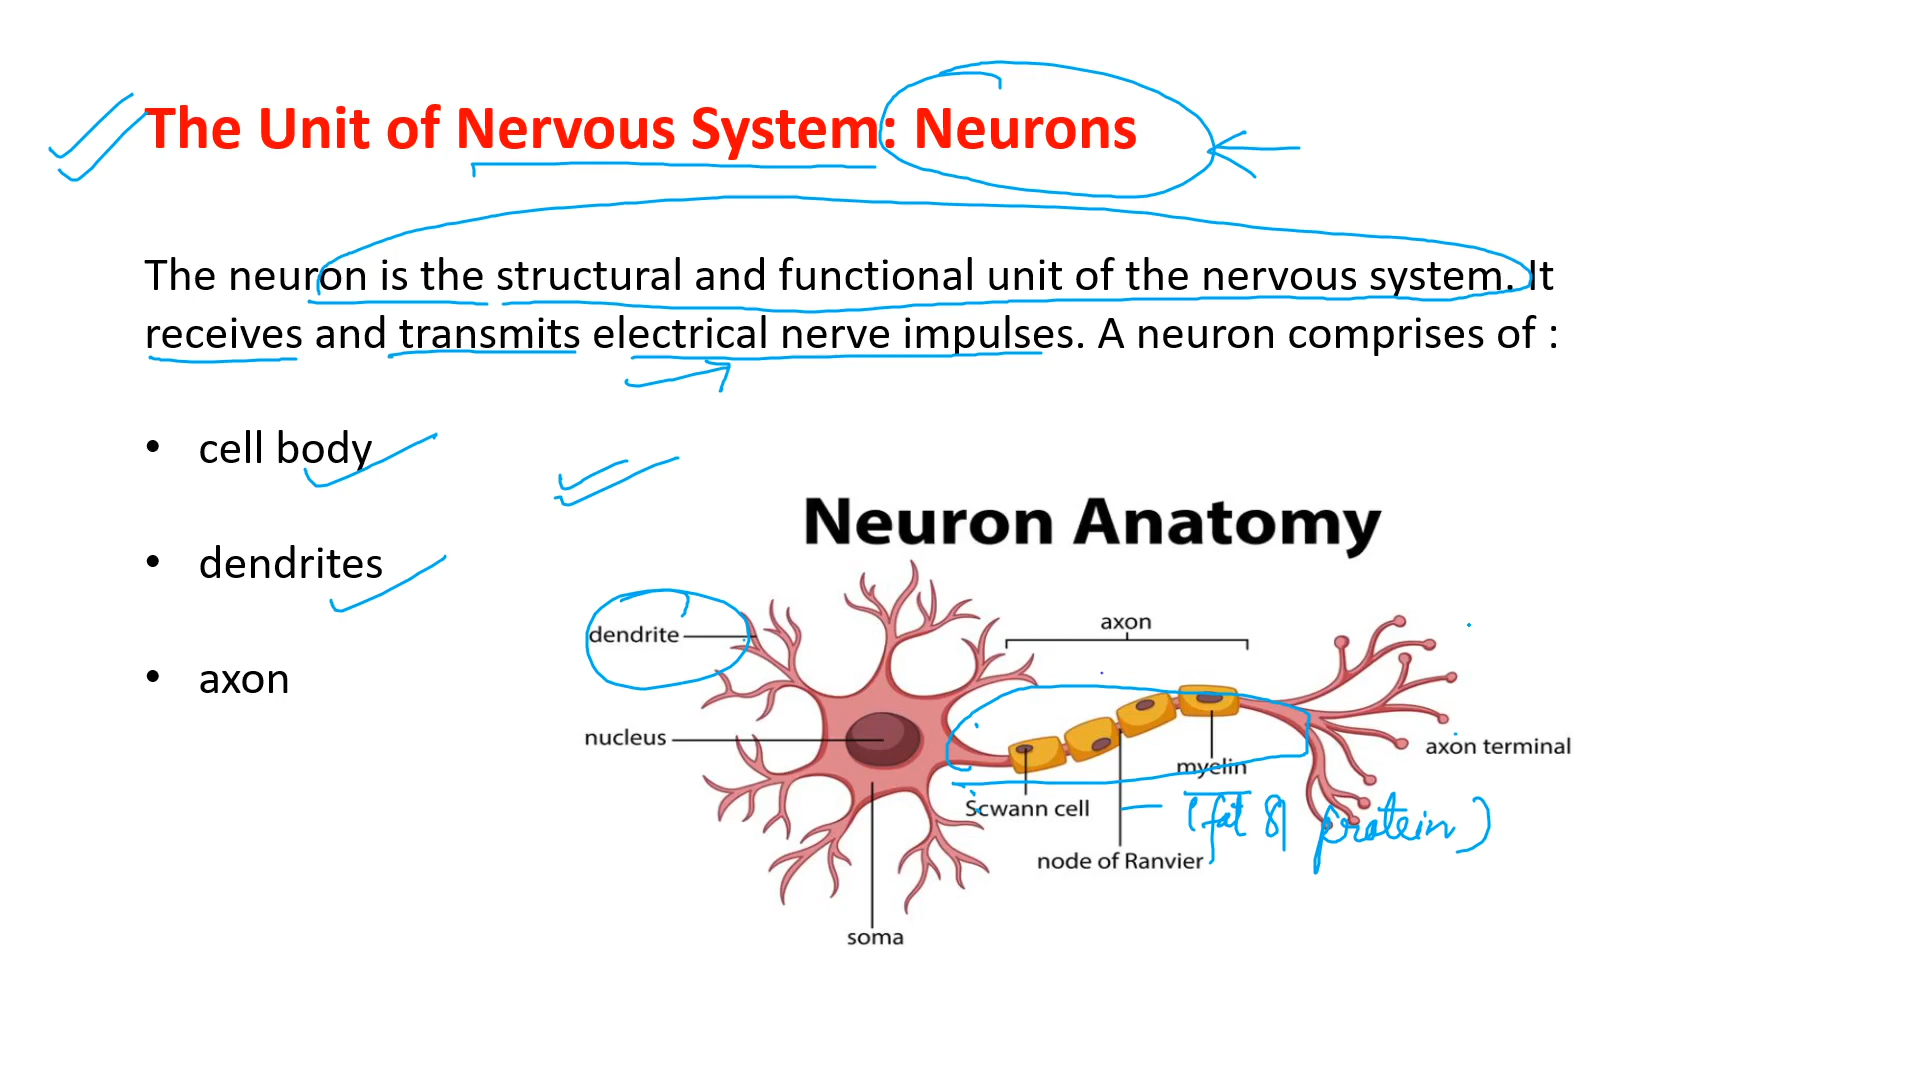 The Unit of Nervous System: Neurons
The neuron is the structural and functional unit of the nervous system. It
receives and transmits electrical nerve impulses. A neuron comprises of :
• cell body
• dendrites
• axon
Neuron Anatomy
dendrite
axon
nucleus
axon terminal
myelin
Scwann cell
(fat & protein)
node of Ranvier
soma